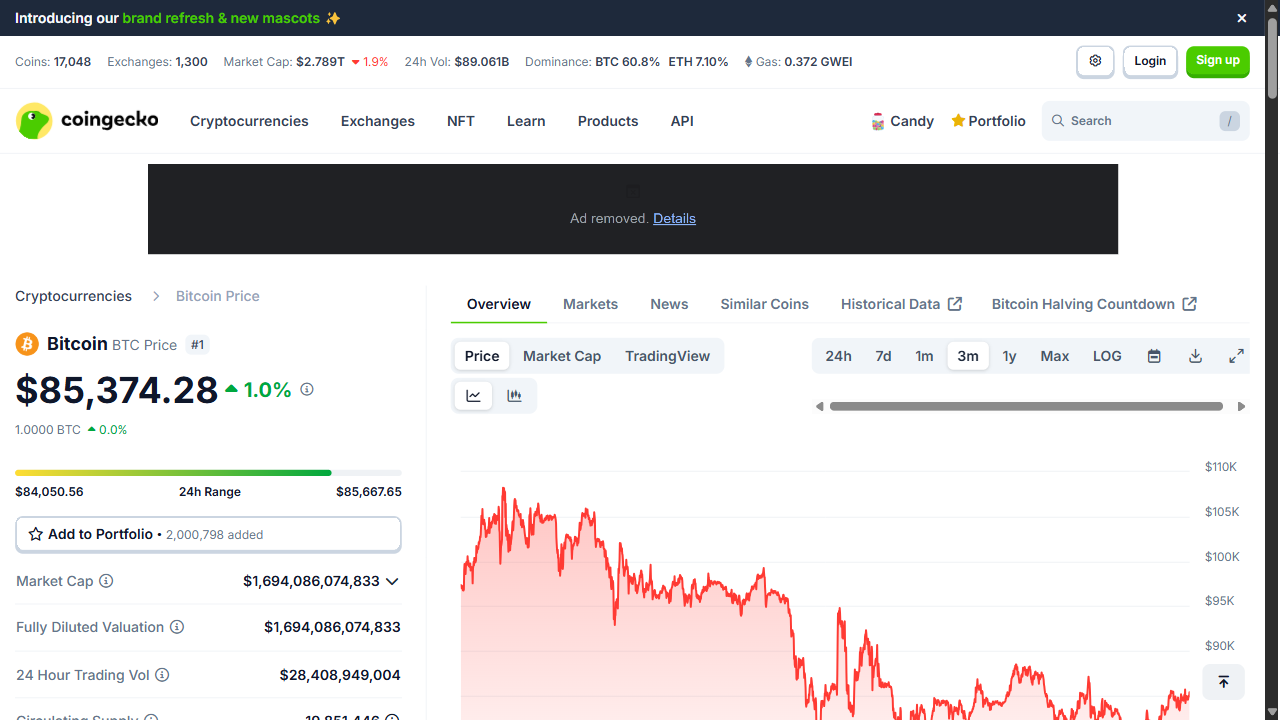 Introducing our brand refresh & new mascots ✨
Coins: 17,048 Exchanges: 1,300 Market Cap: $2.789T 1.9% 24h Vol: $89.061B Dominance: BTC 60.8% ETH 7.10% Gas: 0.372 GWEI
Login
Sign up
coingecko
Cryptocurrencies Exchanges NFT Learn Products API
Candy Portfolio Search /
Ad removed. Details
Cryptocurrencies > Bitcoin Price
Overview Markets News Similar Coins Historical Data Bitcoin Halving Countdown
Bitcoin BTC Price #1
Price Market Cap TradingView
24h 7d 1m 3m 1y Max LOG
$85,374.28 1.0%
1.0000 BTC 0.0%
$84,050.56 24h Range $85,667.65
Add to Portfolio • 2,000,798 added
Market Cap $1,694,086,074,833
Fully Diluted Valuation $1,694,086,074,833
24 Hour Trading Vol $28,408,949,004
Circulating Supply 19,851,446
$110K
$105K
$100K
$95K
$90K